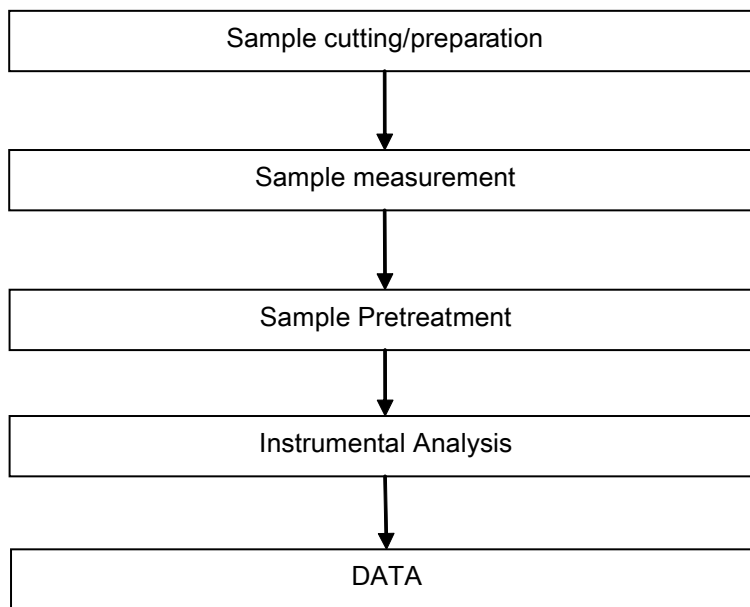 Sample cutting/preparation
Sample measurement
Sample Pretreatment
Instrumental Analysis
DATA